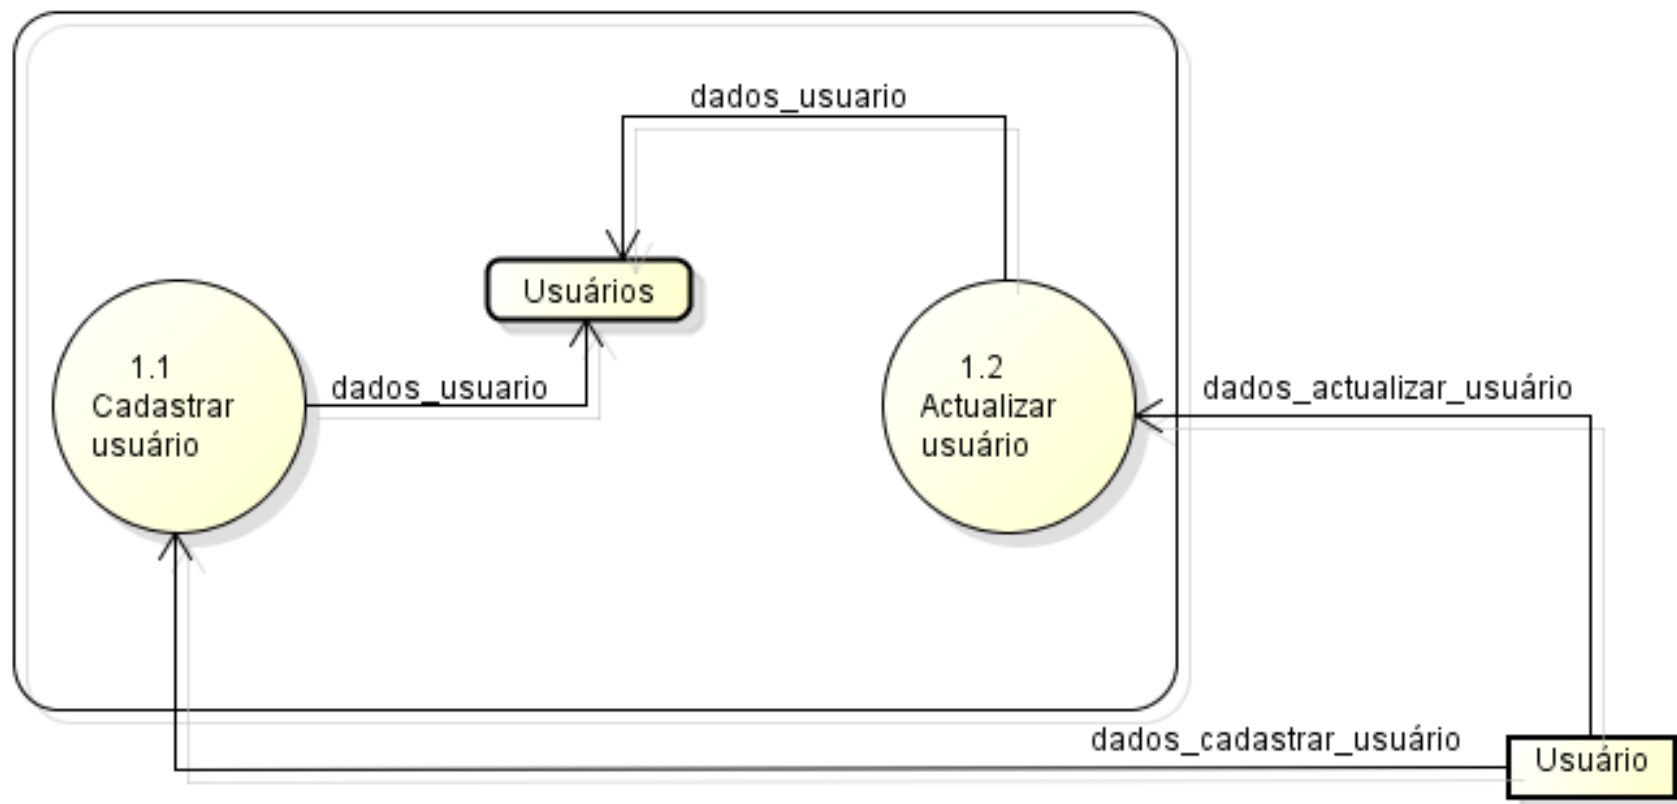 dados_usuario
Usuários
1.1
Cadastrar
usuário
dados_usuario
1.2
Actualizar
usuário
dados_actualizar_usuário
dados_cadastrar_usuário
Usuário